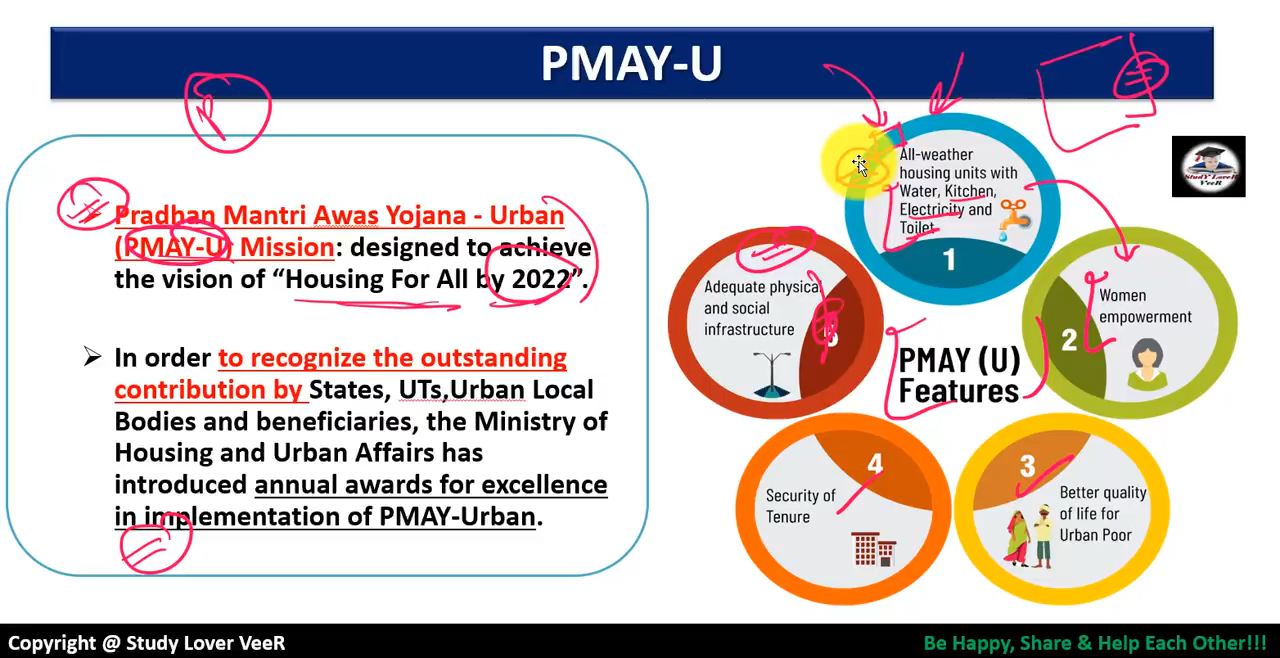 PMAY-U
Pradhan Mantri Awas Yojana - Urban
(PMAY-U) Mission: designed to achieve
the vision of “Housing For All by 2022”.
➢ In order to recognize the outstanding
contribution by States, UTs,Urban Local
Bodies and beneficiaries, the Ministry of
Housing and Urban Affairs has
introduced annual awards for excellence
in implementation of PMAY-Urban.
All-weather
housing units with
Water, Kitchen,
Electricity and
Toilet
1
Women
empowerment
2
Better quality
of life for
Urban Poor
3
Security of
Tenure
4
Adequate physical
and social
infrastructure
5
PMAY (U)
Features
StudY LoveR
VeeR
Copyright @ Study Lover VeeR
Be Happy, Share & Help Each Other!!!